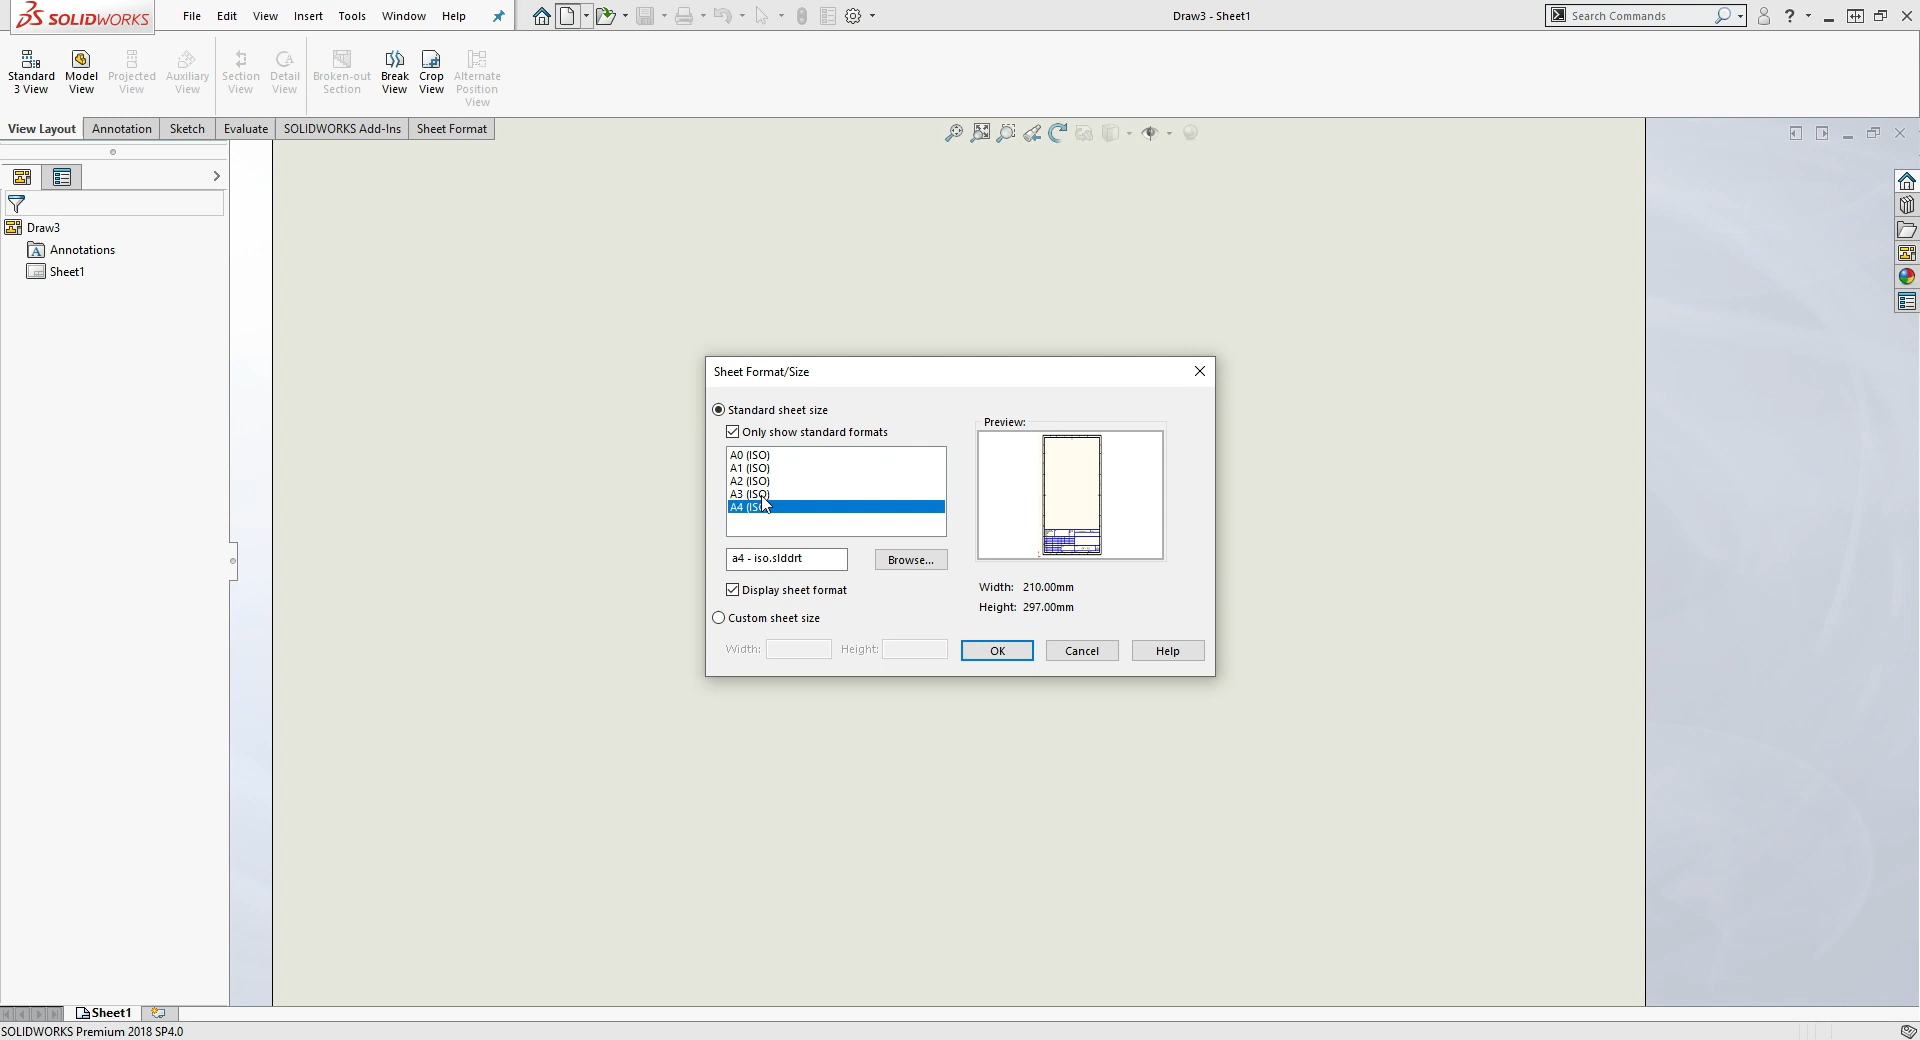 SOLIDWORKS File Edit View Insert Tools Window Help Draw3 - Sheet1 Search Commands
Standard 3 View
Model View
Projected View
Auxiliary View
Section View
Detail View
Broken-out Section
Break View
Crop View
Alternate Position View
View Layout Annotation Sketch Evaluate SOLIDWORKS Add-Ins Sheet Format
Draw3
Annotations
Sheet1
Sheet Format/Size
Standard sheet size
Only show standard formats
A0 (ISO)
A1 (ISO)
A2 (ISO)
A3 (ISO)
A4 (ISO)
a4 - iso.slddrt
Browse...
Display sheet format
Custom sheet size
Width: Height:
Preview:
Width: 210.00mm
Height: 297.00mm
OK Cancel Help
Sheet1
SOLIDWORKS Premium 2018 SP4.0